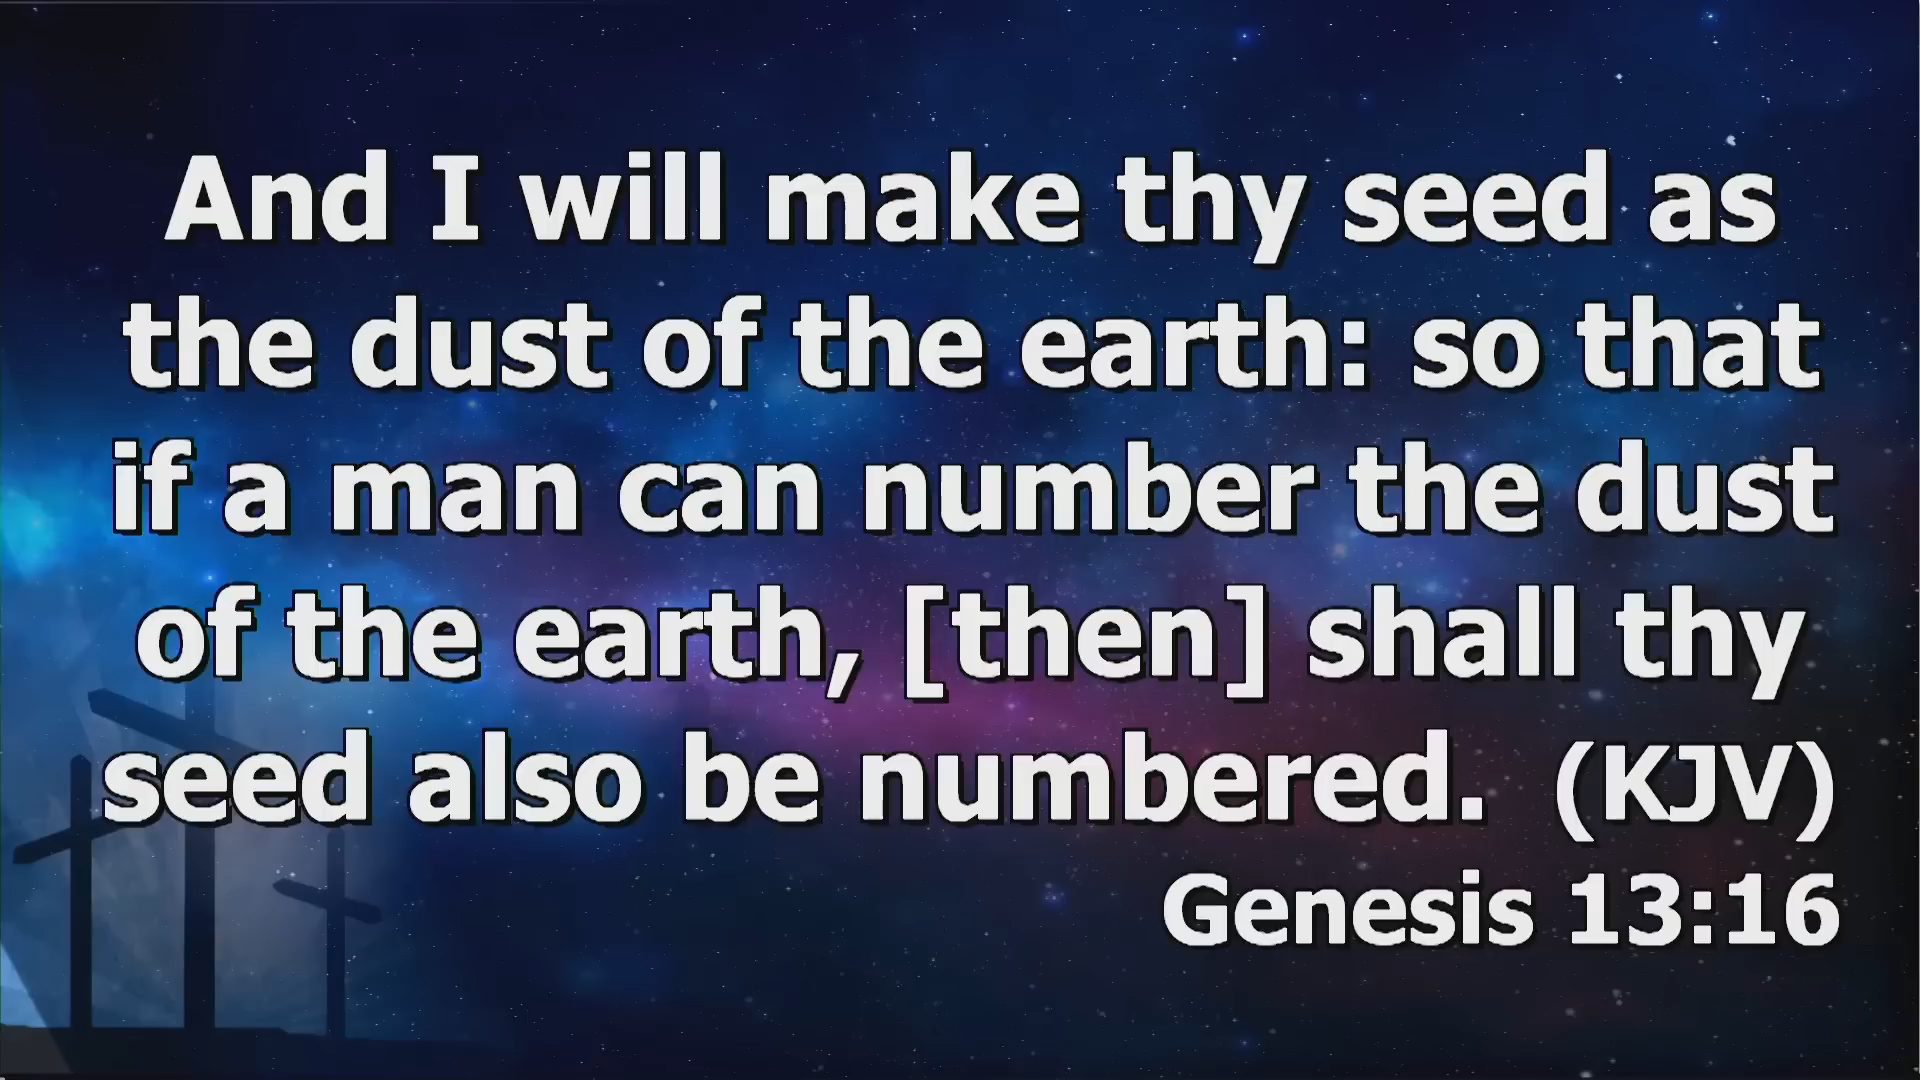 And I will make thy seed as
the dust of the earth: so that
if a man can number the dust
of the earth, [then] shall thy
seed also be numbered. (KJV)
Genesis 13:16